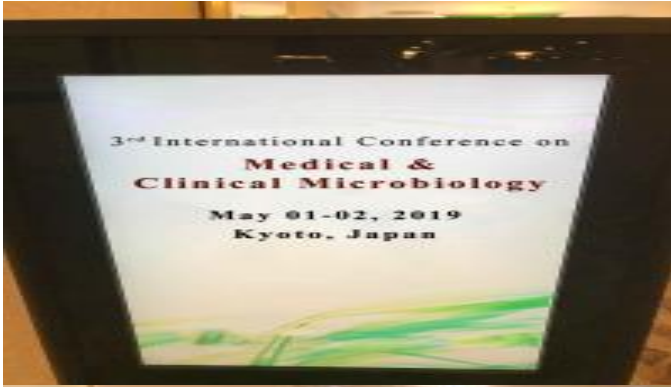 3rd International Conference on
Medical &
Clinical Microbiology
May 01-02, 2019
Kyoto, Japan